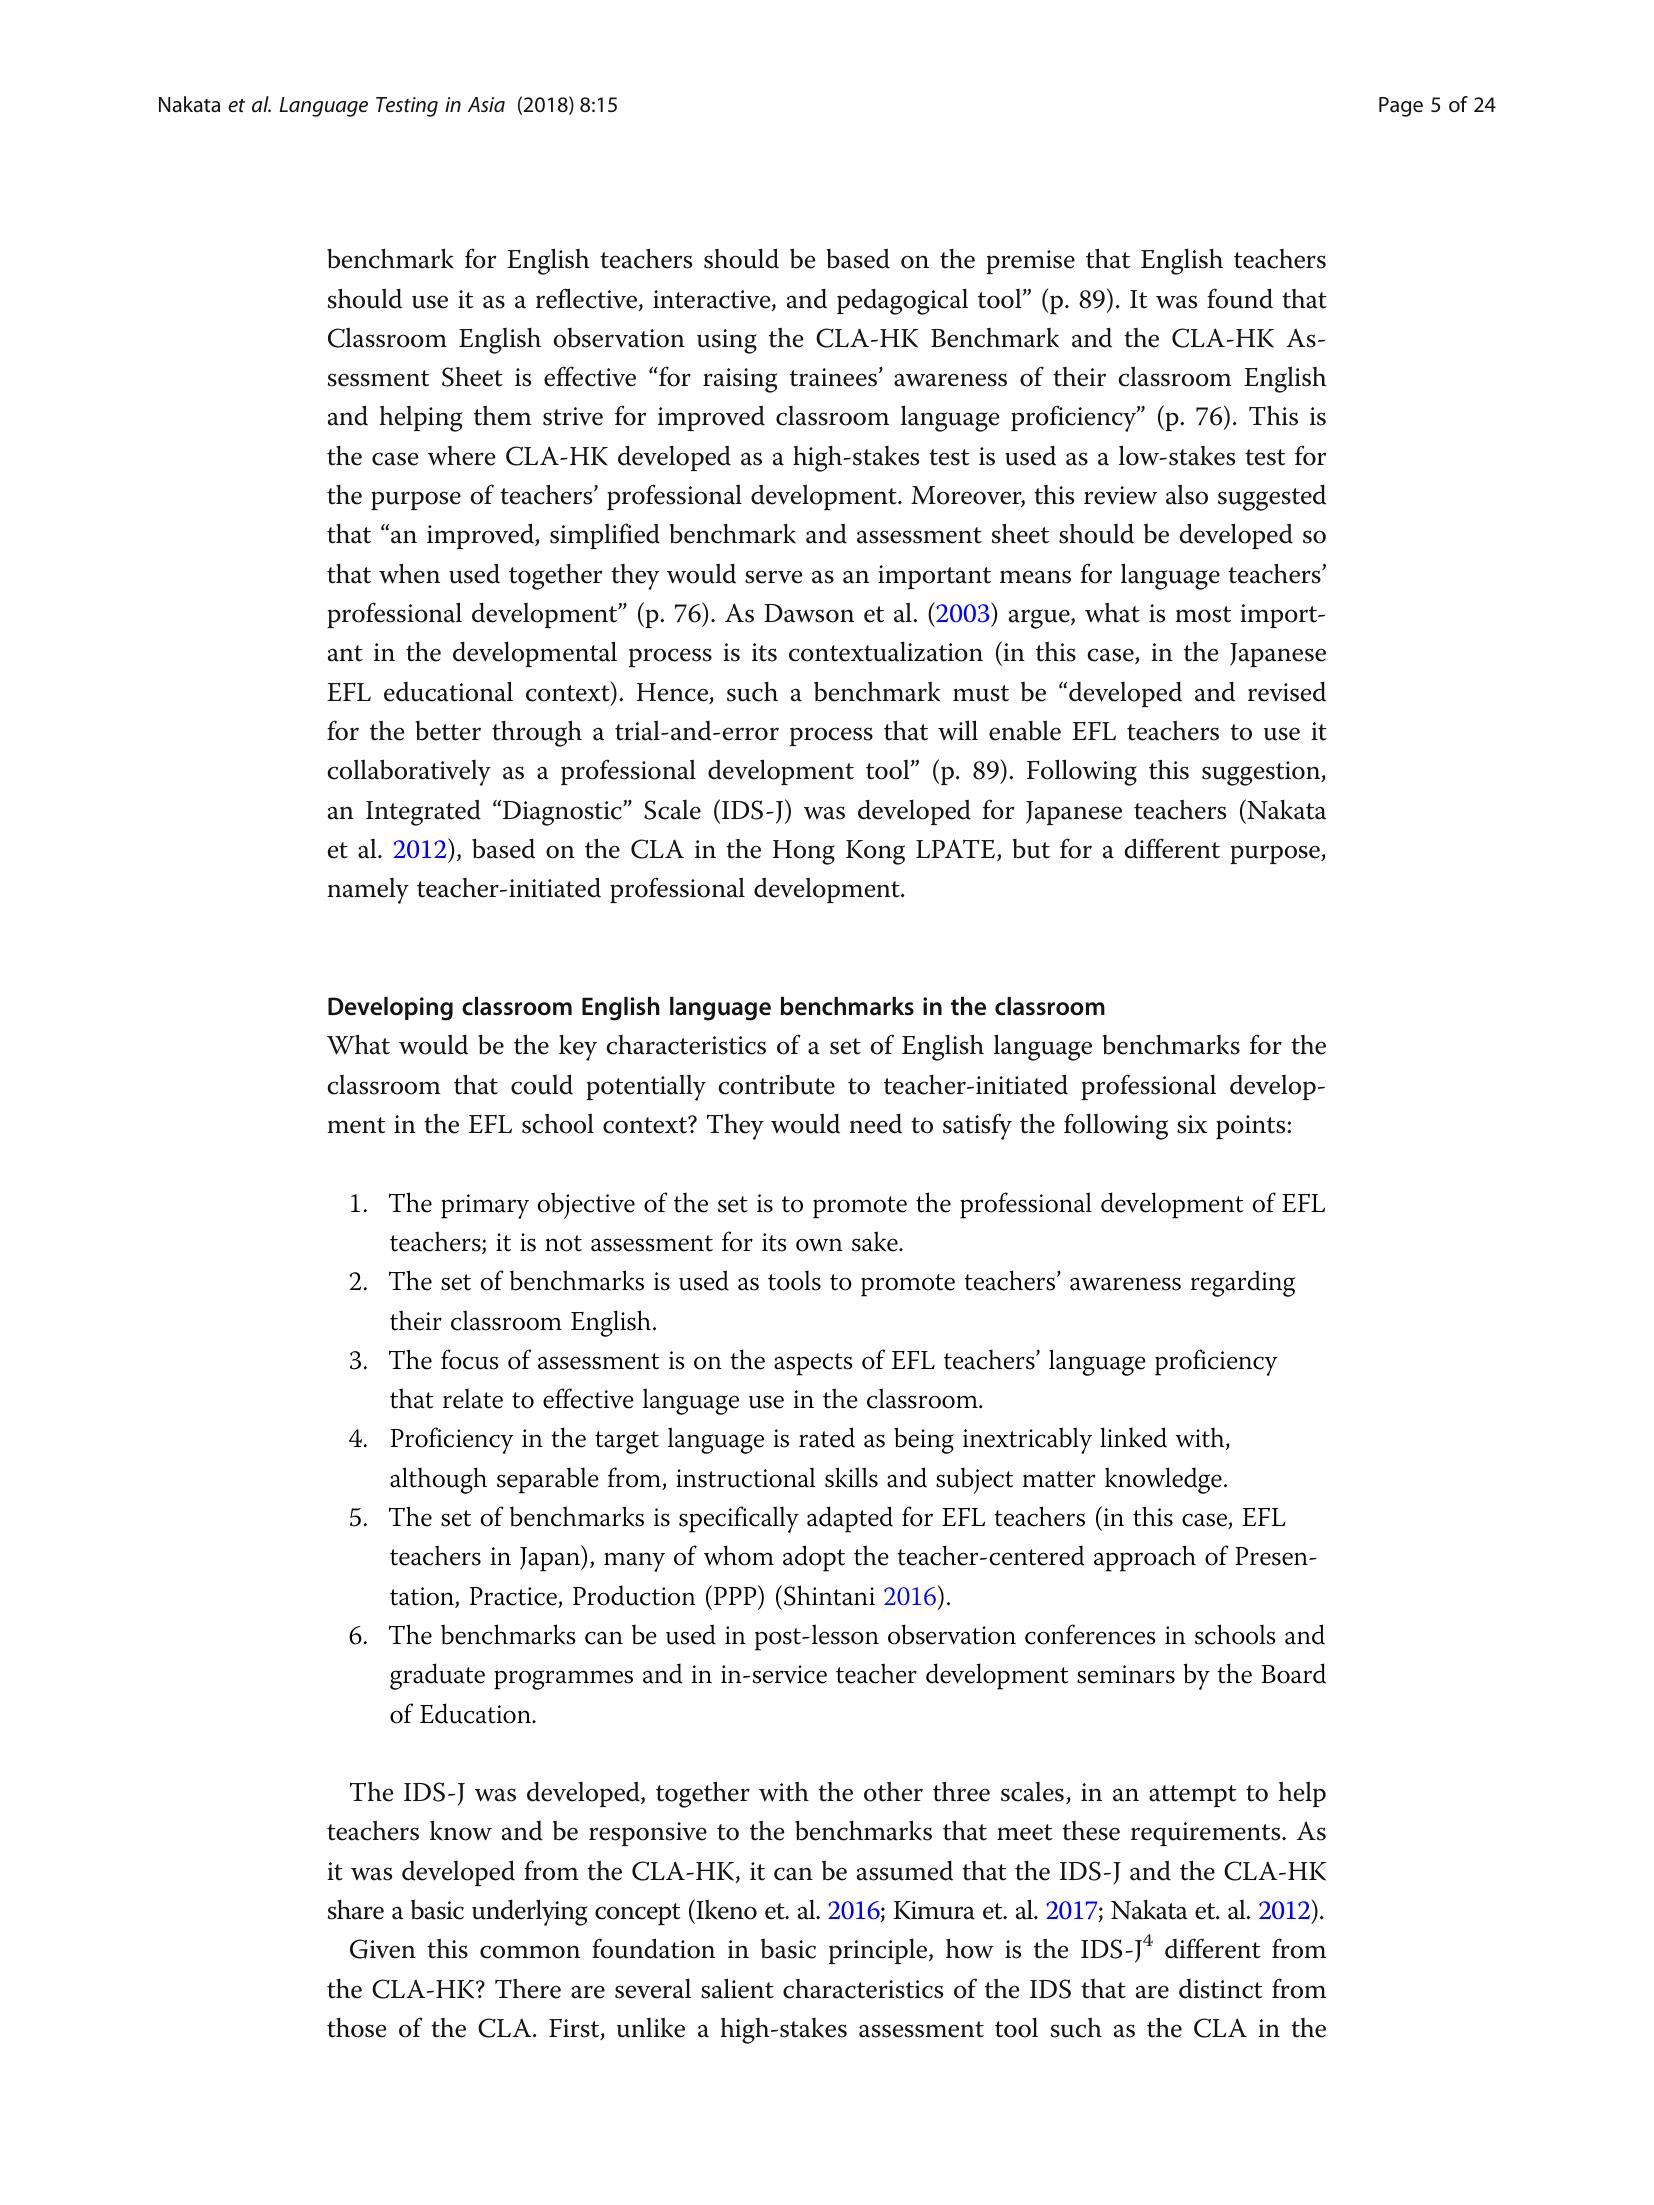 Nakata et al. Language Testing in Asia (2018) 8:15
Page 5 of 24
benchmark for English teachers should be based on the premise that English teachers
should use it as a reflective, interactive, and pedagogical tool” (p. 89). It was found that
Classroom English observation using the CLA-HK Benchmark and the CLA-HK As-
sessment Sheet is effective “for raising trainees’ awareness of their classroom English
and helping them strive for improved classroom language proficiency” (p. 76). This is
the case where CLA-HK developed as a high-stakes test is used as a low-stakes test for
the purpose of teachers’ professional development. Moreover, this review also suggested
that “an improved, simplified benchmark and assessment sheet should be developed so
that when used together they would serve as an important means for language teachers’
professional development” (p. 76). As Dawson et al. (2003) argue, what is most import-
ant in the developmental process is its contextualization (in this case, in the Japanese
EFL educational context). Hence, such a benchmark must be “developed and revised
for the better through a trial-and-error process that will enable EFL teachers to use it
collaboratively as a professional development tool” (p. 89). Following this suggestion,
an Integrated “Diagnostic” Scale (IDS-J) was developed for Japanese teachers (Nakata
et al. 2012), based on the CLA in the Hong Kong LPATE, but for a different purpose,
namely teacher-initiated professional development.
Developing classroom English language benchmarks in the classroom
What would be the key characteristics of a set of English language benchmarks for the
classroom that could potentially contribute to teacher-initiated professional develop-
ment in the EFL school context? They would need to satisfy the following six points:
1. The primary objective of the set is to promote the professional development of EFL
teachers; it is not assessment for its own sake.
2. The set of benchmarks is used as tools to promote teachers’ awareness regarding
their classroom English.
3. The focus of assessment is on the aspects of EFL teachers’ language proficiency
that relate to effective language use in the classroom.
4. Proficiency in the target language is rated as being inextricably linked with,
although separable from, instructional skills and subject matter knowledge.
5. The set of benchmarks is specifically adapted for EFL teachers (in this case, EFL
teachers in Japan), many of whom adopt the teacher-centered approach of Presen-
tation, Practice, Production (PPP) (Shintani 2016).
6. The benchmarks can be used in post-lesson observation conferences in schools and
graduate programmes and in in-service teacher development seminars by the Board
of Education.
The IDS-J was developed, together with the other three scales, in an attempt to help
teachers know and be responsive to the benchmarks that meet these requirements. As
it was developed from the CLA-HK, it can be assumed that the IDS-J and the CLA-HK
share a basic underlying concept (Ikeno et. al. 2016; Kimura et. al. 2017; Nakata et. al. 2012).
Given this common foundation in basic principle, how is the IDS-J⁴ different from
the CLA-HK? There are several salient characteristics of the IDS that are distinct from
those of the CLA. First, unlike a high-stakes assessment tool such as the CLA in the